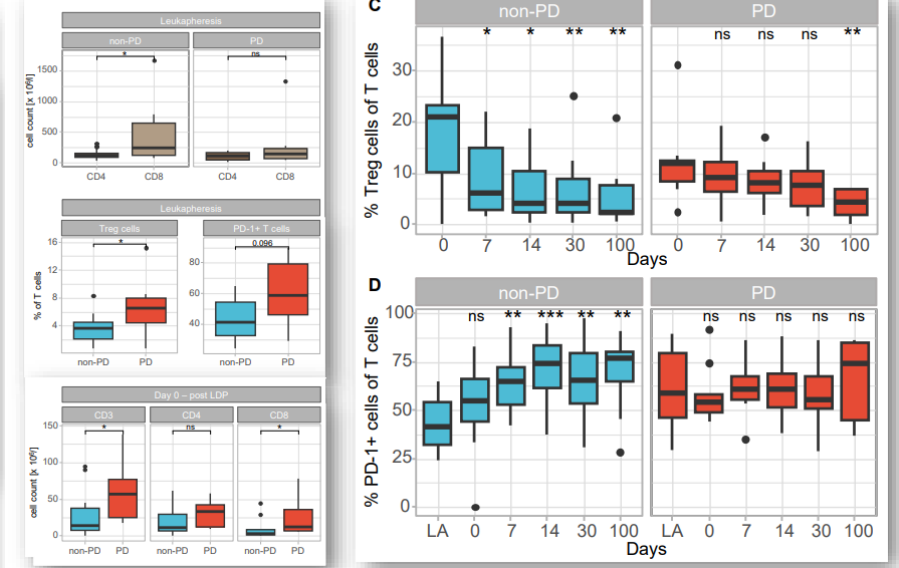 Leukapheresis
non-PD PD
* ns
cell count [x 10⁶/l]
1500
1000
500
0
CD4 CD8 CD4 CD8
Leukapheresis
Treg cells PD-1+ T cells
* 0.096
% of T cells
16
12
8
4
80
60
40
non-PD PD non-PD PD
Day 0 – post LDP
CD3 CD4 CD8
* ns *
cell count [x 10⁶/l]
150
100
50
0
non-PD PD non-PD PD non-PD PD
C
non-PD PD
* * ** ** ns ns ns **
% Treg cells of T cells
30
20
10
0
0 7 14 30 100 0 7 14 30 100
Days
D
non-PD PD
ns ** *** ** ** ns ns ns ns ns
% PD-1+ cells of T cells
100
75
50
25
0
LA 0 7 14 30 100 LA 0 7 14 30 100
Days